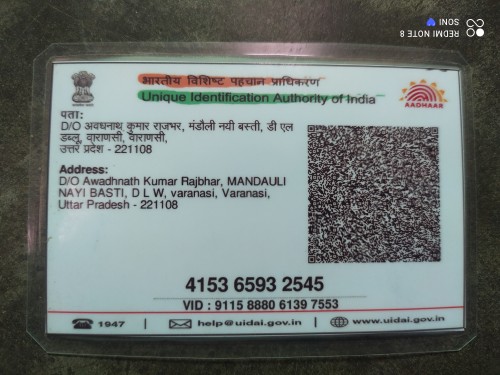 SONI
REDMI NOTE 8
भारतीय विशिष्ट पहचान प्राधिकरण
Unique Identification Authority of India
AADHAAR
पता:
D/O अवधनाथ कुमार राजभर, मंडौली नयी बस्ती, डी एल
डब्लू, वाराणसी, वाराणसी,
उत्तर प्रदेश - 221108
Address:
D/O Awadhnath Kumar Rajbhar, MANDAULI
NAYI BASTI, D L W, varanasi, Varanasi,
Uttar Pradesh - 221108
4153 6593 2545
VID : 9115 8880 6139 7553
1947 | help@uidai.gov.in | www.uidai.gov.in